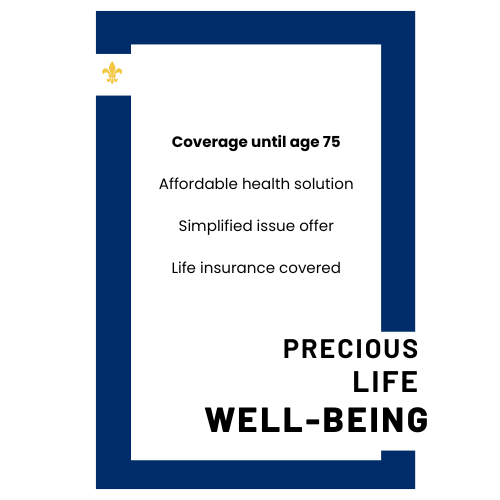 Coverage until age 75
Affordable health solution
Simplified issue offer
Life insurance covered
PRECIOUS
LIFE
WELL-BEING